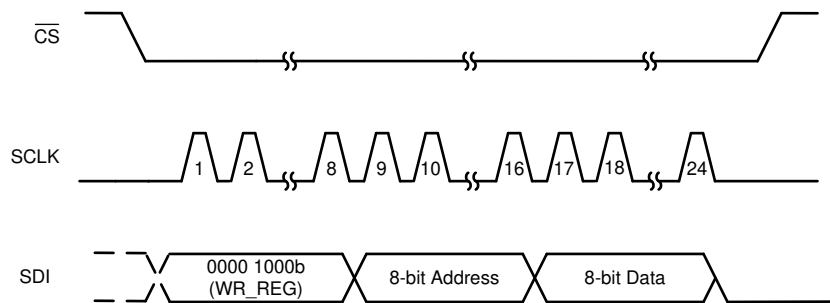 CS
SCLK
1 2 8 9 10 16 17 18 24
SDI
0000 1000b
(WR_REG)
8-bit Address
8-bit Data